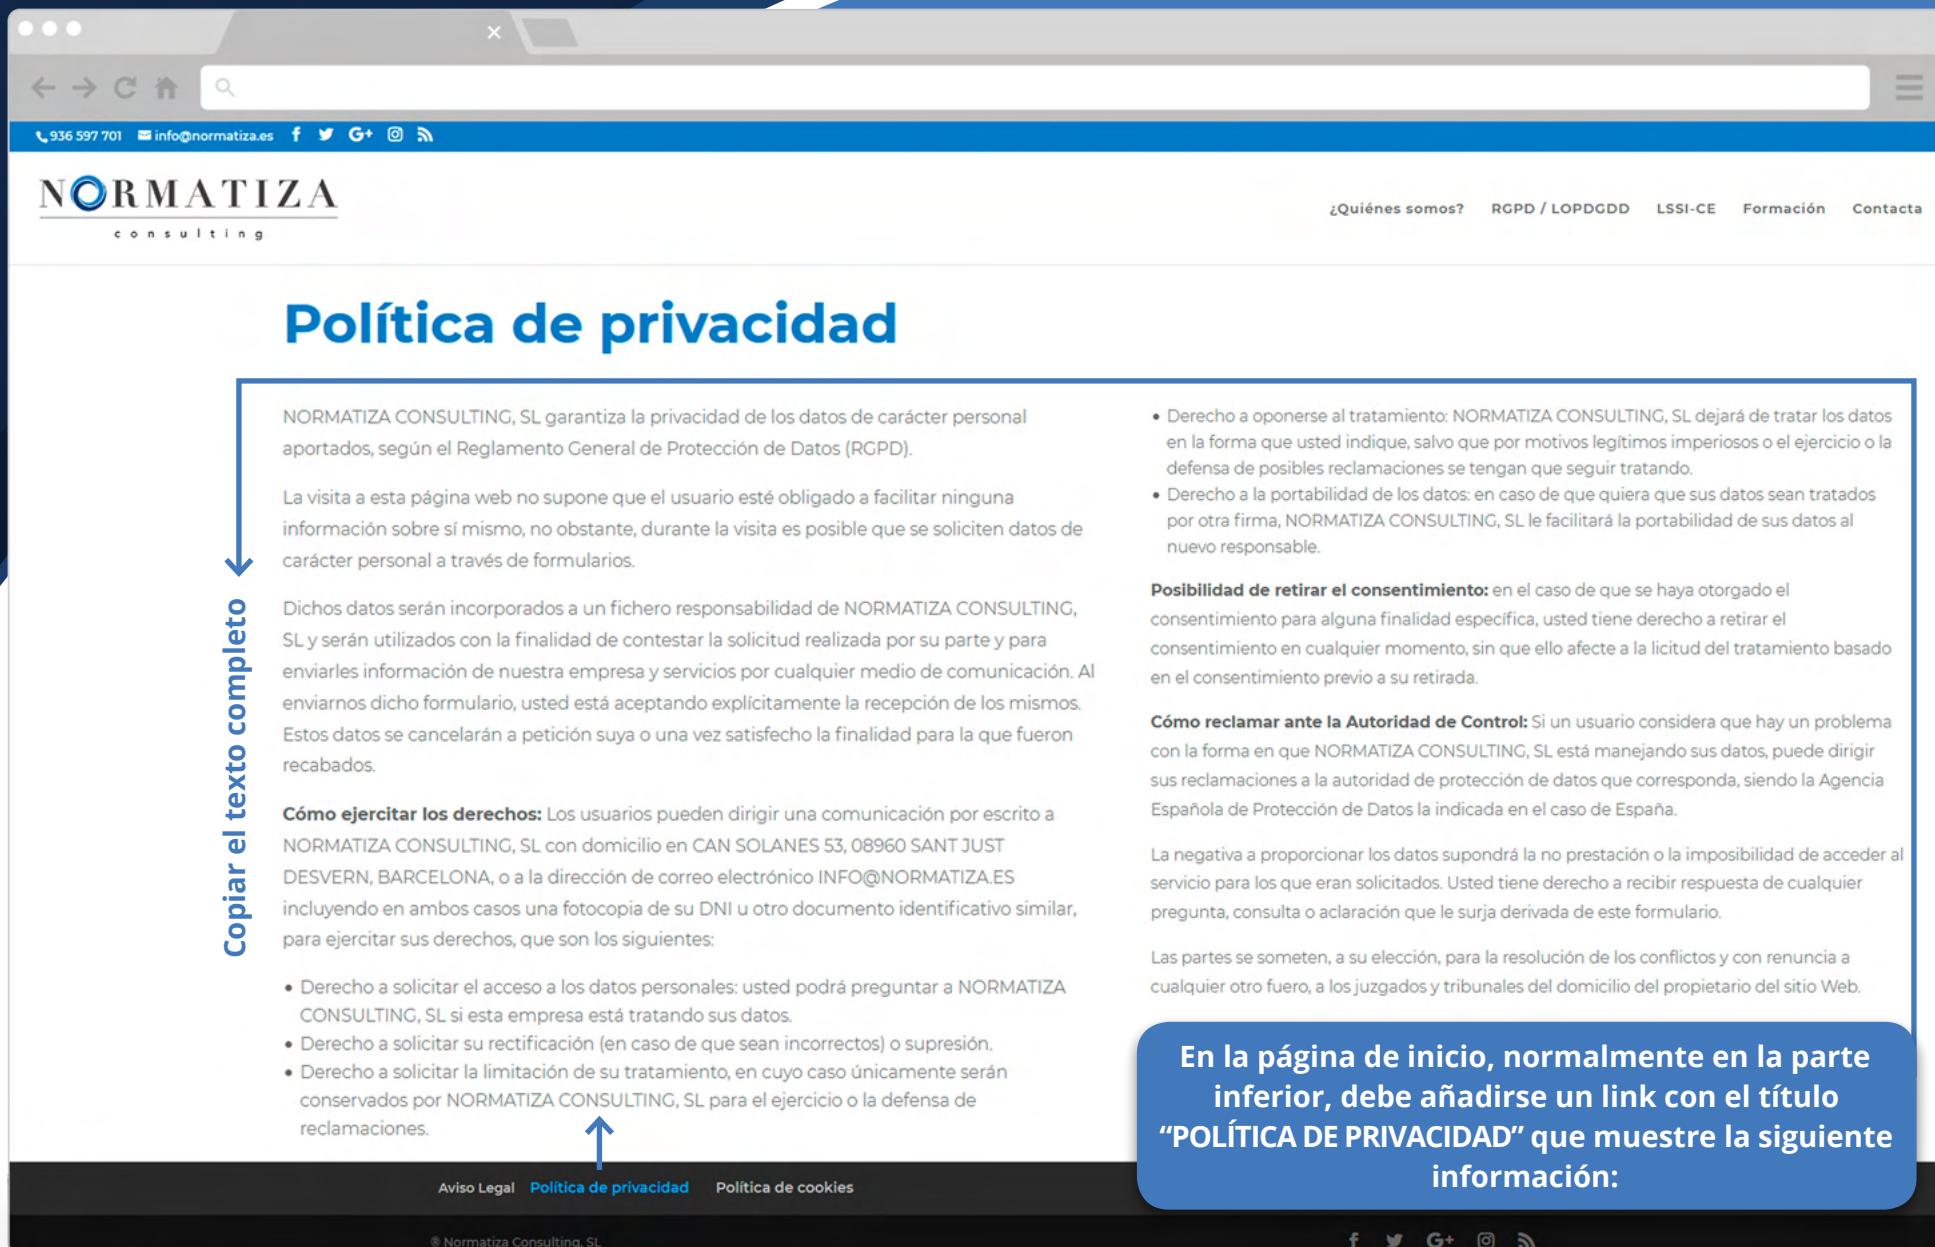 936 597 701 info@normatiza.es
NORMATIZA
consulting
¿Quiénes somos? RGPD / LOPDGDD LSSI-CE Formación Contacta
Política de privacidad
Copiar el texto completo
NORMATIZA CONSULTING, SL garantiza la privacidad de los datos de carácter personal
aportados, según el Reglamento General de Protección de Datos (RGPD).
La visita a esta página web no supone que el usuario esté obligado a facilitar ninguna
información sobre sí mismo, no obstante, durante la visita es posible que se soliciten datos de
carácter personal a través de formularios.
Dichos datos serán incorporados a un fichero responsabilidad de NORMATIZA CONSULTING,
SL y serán utilizados con la finalidad de contestar la solicitud realizada por su parte y para
enviarles información de nuestra empresa y servicios por cualquier medio de comunicación. Al
enviarnos dicho formulario, usted está aceptando explícitamente la recepción de los mismos.
Estos datos se cancelarán a petición suya o una vez satisfecho la finalidad para la que fueron
recabados.
Cómo ejercitar los derechos: Los usuarios pueden dirigir una comunicación por escrito a
NORMATIZA CONSULTING, SL con domicilio en CAN SOLANES 53, 08960 SANT JUST
DESVERN, BARCELONA, o a la dirección de correo electrónico INFO@NORMATIZA.ES
incluyendo en ambos casos una fotocopia de su DNI u otro documento identificativo similar,
para ejercitar sus derechos, que son los siguientes:
• Derecho a solicitar el acceso a los datos personales: usted podrá preguntar a NORMATIZA
CONSULTING, SL si esta empresa está tratando sus datos.
• Derecho a solicitar su rectificación (en caso de que sean incorrectos) o supresión.
• Derecho a solicitar la limitación de su tratamiento, en cuyo caso únicamente serán
conservados por NORMATIZA CONSULTING, SL para el ejercicio o la defensa de
reclamaciones.
• Derecho a oponerse al tratamiento: NORMATIZA CONSULTING, SL dejará de tratar los datos
en la forma que usted indique, salvo que por motivos legítimos imperiosos o el ejercicio o la
defensa de posibles reclamaciones se tengan que seguir tratando.
• Derecho a la portabilidad de los datos: en caso de que quiera que sus datos sean tratados
por otra firma, NORMATIZA CONSULTING, SL le facilitará la portabilidad de sus datos al
nuevo responsable.
Posibilidad de retirar el consentimiento: en el caso de que se haya otorgado el
consentimiento para alguna finalidad específica, usted tiene derecho a retirar el
consentimiento en cualquier momento, sin que ello afecte a la licitud del tratamiento basado
en el consentimiento previo a su retirada.
Cómo reclamar ante la Autoridad de Control: Si un usuario considera que hay un problema
con la forma en que NORMATIZA CONSULTING, SL está manejando sus datos, puede dirigir
sus reclamaciones a la autoridad de protección de datos que corresponda, siendo la Agencia
Española de Protección de Datos la indicada en el caso de España.
La negativa a proporcionar los datos supondrá la no prestación o la imposibilidad de acceder al
servicio para los que eran solicitados. Usted tiene derecho a recibir respuesta de cualquier
pregunta, consulta o aclaración que le surja derivada de este formulario.
Las partes se someten, a su elección, para la resolución de los conflictos y con renuncia a
cualquier otro fuero, a los juzgados y tribunales del domicilio del propietario del sitio Web.
En la página de inicio, normalmente en la parte
inferior, debe añadirse un link con el título
“POLÍTICA DE PRIVACIDAD” que muestre la siguiente
información:
Aviso Legal Política de privacidad Política de cookies
® Normatiza Consulting, SL